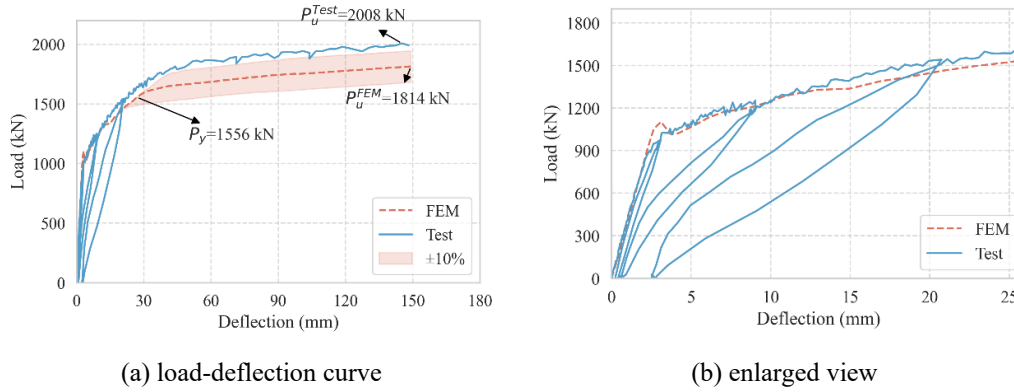 P_u^Test=2008 kN
2000
1500
1000
500
0
Load (kN)
P_u^FEM=1814 kN
P_y=1556 kN
FEM
Test
±10%
0 30 60 90 120 150 180
Deflection (mm)
(a) load-deflection curve
1800
1500
1200
900
600
300
0
Load (kN)
FEM
Test
0 5 10 15 20 25
Deflection (mm)
(b) enlarged view